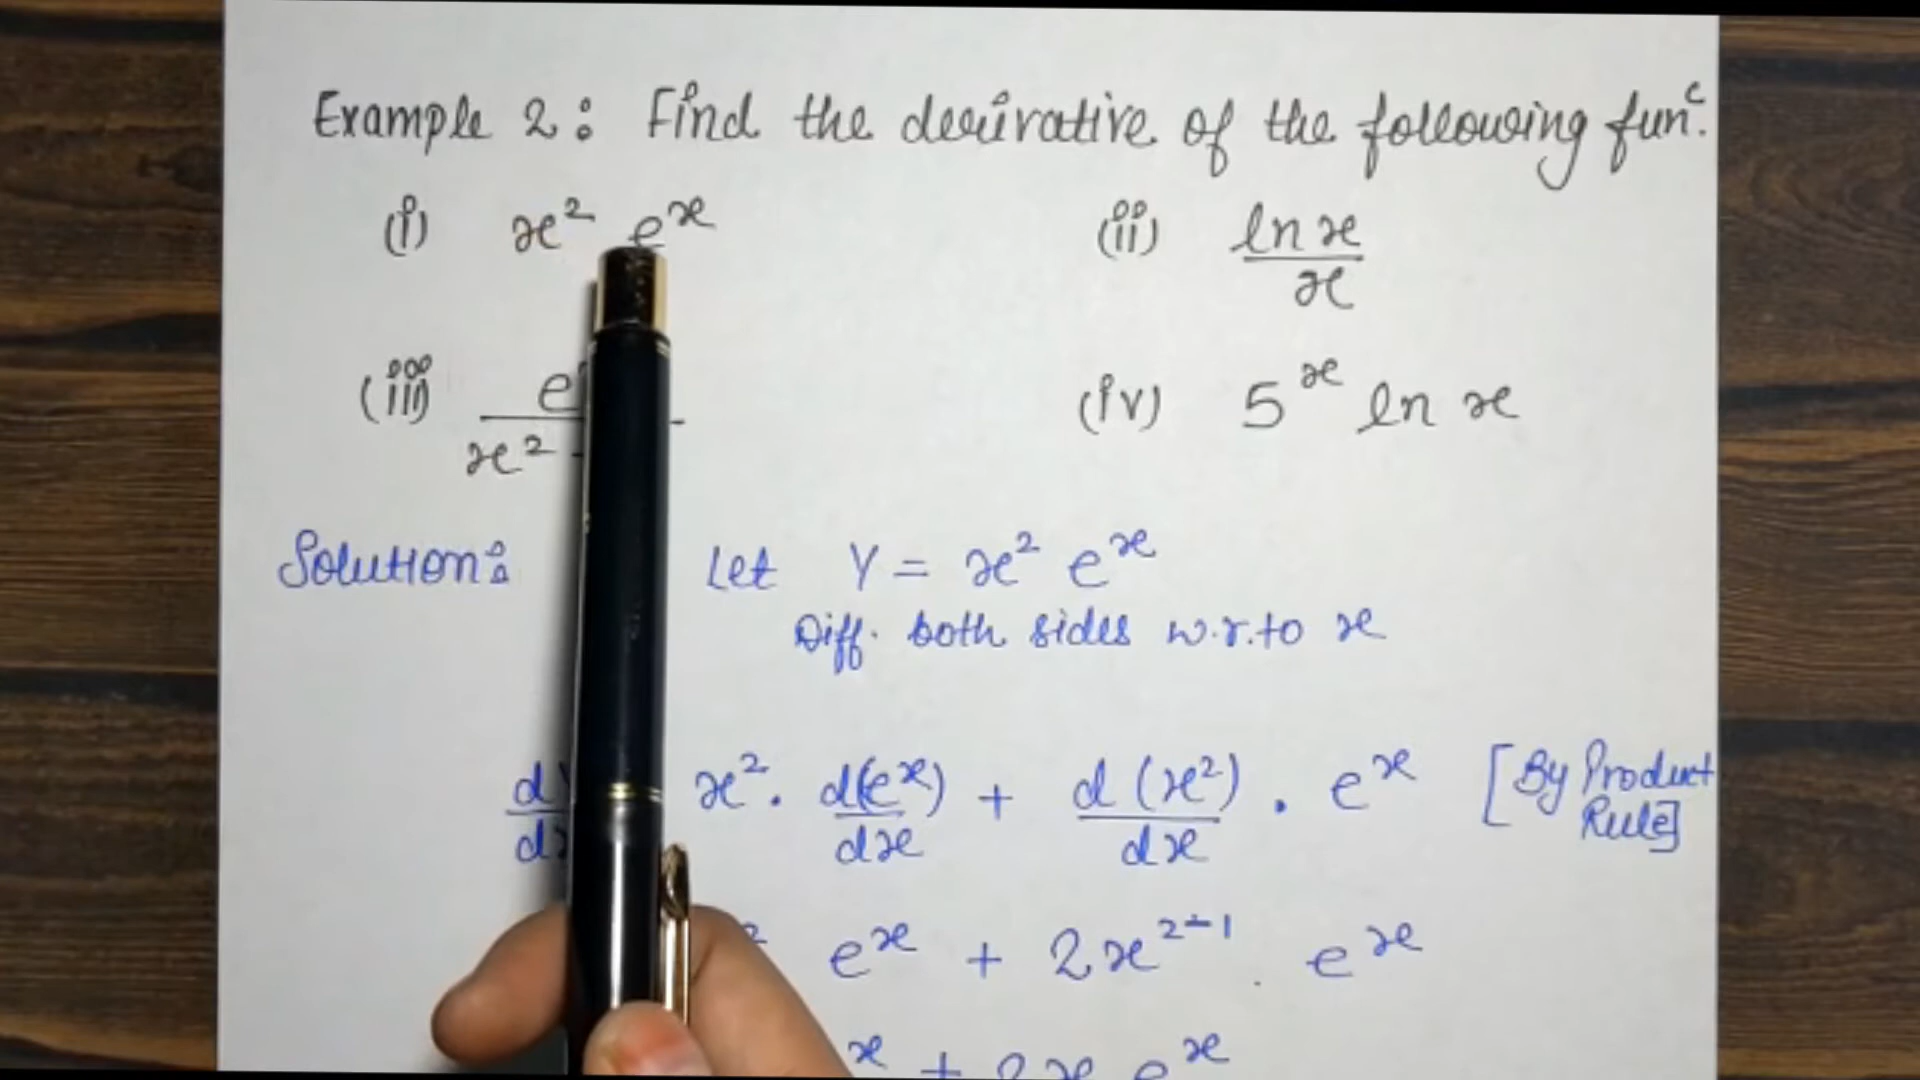 Example 2: Find the derivative of the following funᶜ.
(i) x² eˣ (ii) ln x / x
(iii) e / x² (iv) 5ˣ ln x
Solution: Let Y = x² eˣ
Diff. both sides w.r.to x
x² · d(eˣ)/dx + d(x²)/dx · eˣ [By Product Rule]
eˣ + 2x²⁻¹ . eˣ
x + 2x eˣ